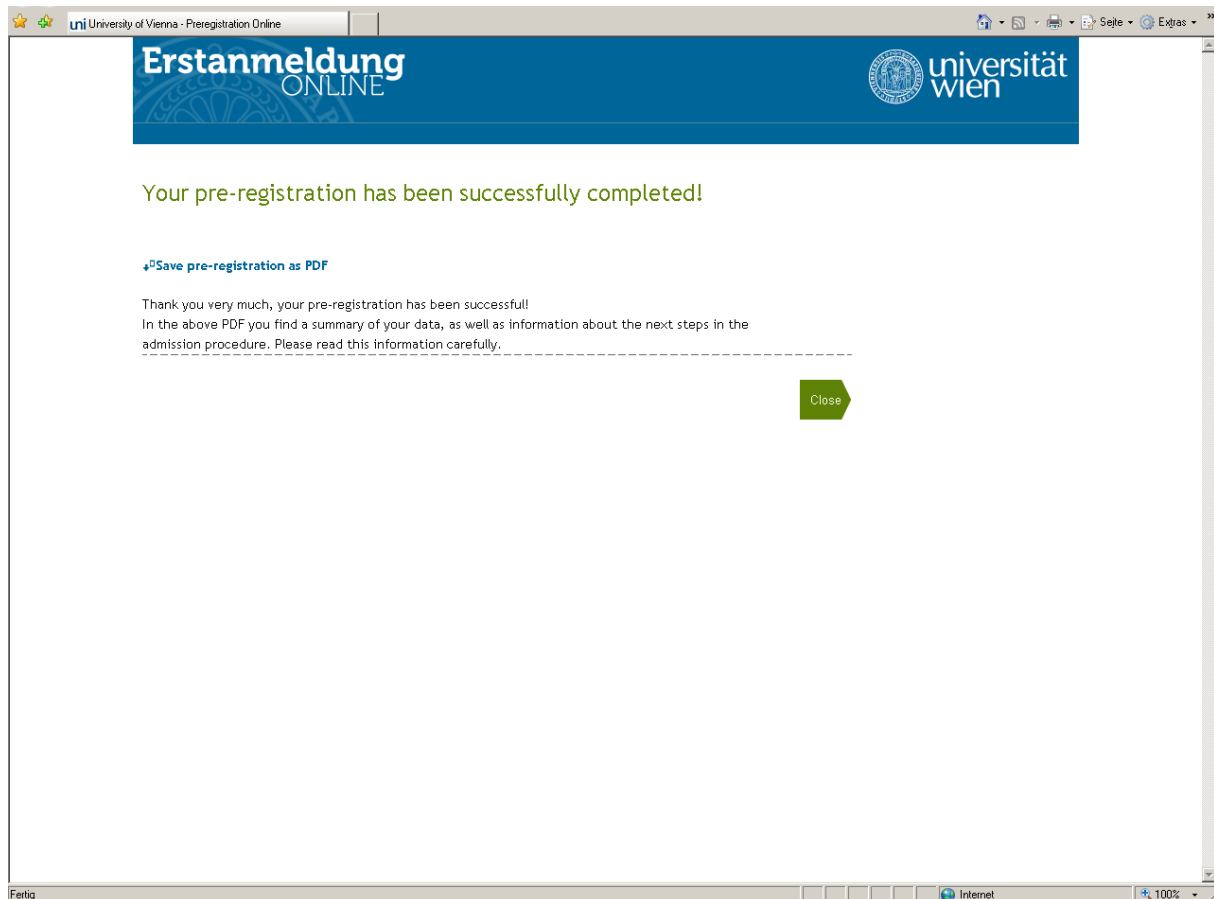 uni University of Vienna - Preregistration Online
Seite
Extras
»
Erstanmeldung
ONLINE
universität
wien
Your pre-registration has been successfully completed!
Save pre-registration as PDF
Thank you very much, your pre-registration has been successful!
In the above PDF you find a summary of your data, as well as information about the next steps in the
admission procedure. Please read this information carefully.
Close
Fertig
Internet
100%